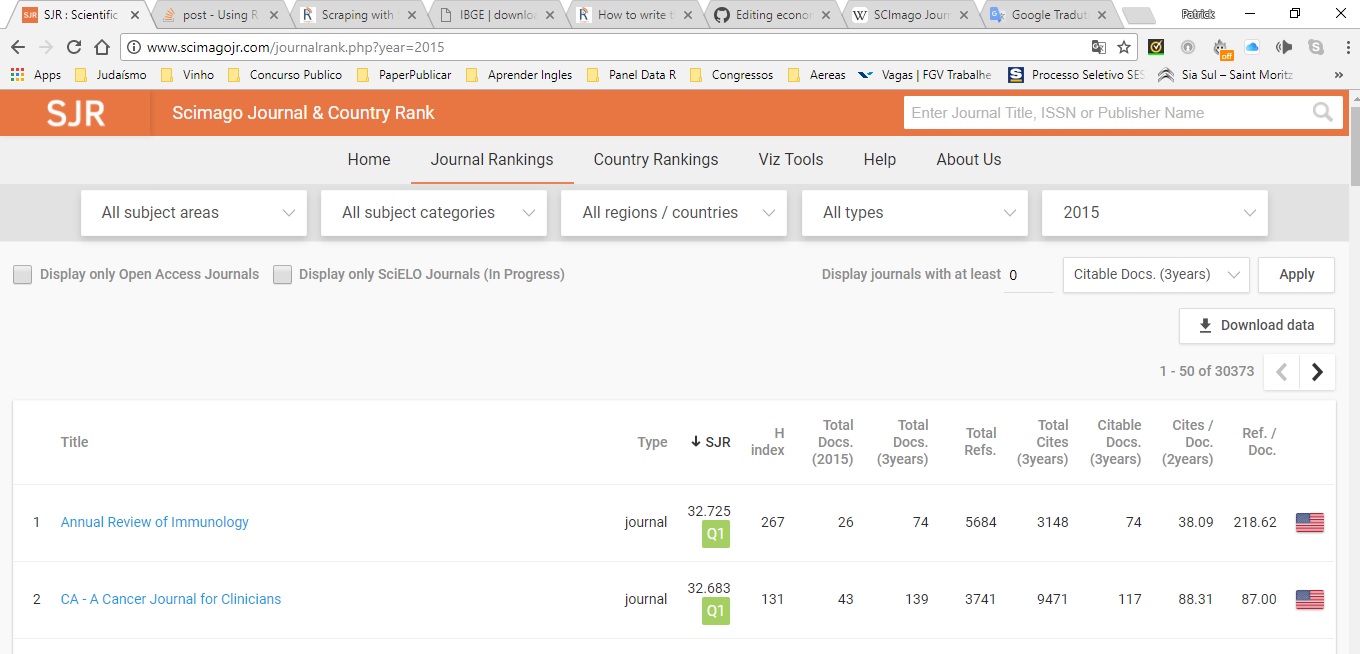 SJR : Scientific
post - Using R
Scraping with
IBGE | downloa
How to write t
Editing econom
SCImago Journ
Google Tradut
Patrick
www.scimagojr.com/journalrank.php?year=2015
off
Apps
Judaísmo
Vinho
Concurso Publico
PaperPublicar
Aprender Ingles
Panel Data R
Congressos
Aereas
Vagas | FGV Trabalhe
Processo Seletivo SES
Sia Sul – Saint Moritz
»
SJR
Scimago Journal & Country Rank
Enter Journal Title, ISSN or Publisher Name
Home
Journal Rankings
Country Rankings
Viz Tools
Help
About Us
All subject areas
All subject categories
All regions / countries
All types
2015
Display only Open Access Journals
Display only SciELO Journals (In Progress)
Display journals with at least 0
Citable Docs. (3years)
Apply
Download data
1 - 50 of 30373
Title
Type
SJR
H
index
Total
Docs.
(2015)
Total
Docs.
(3years)
Total
Refs.
Total
Cites
(3years)
Citable
Docs.
(3years)
Cites /
Doc.
(2years)
Ref. /
Doc.
1 Annual Review of Immunology journal 32.725 Q1 267 26 74 5684 3148 74 38.09 218.62
2 CA - A Cancer Journal for Clinicians journal 32.683 Q1 131 43 139 3741 9471 117 88.31 87.00